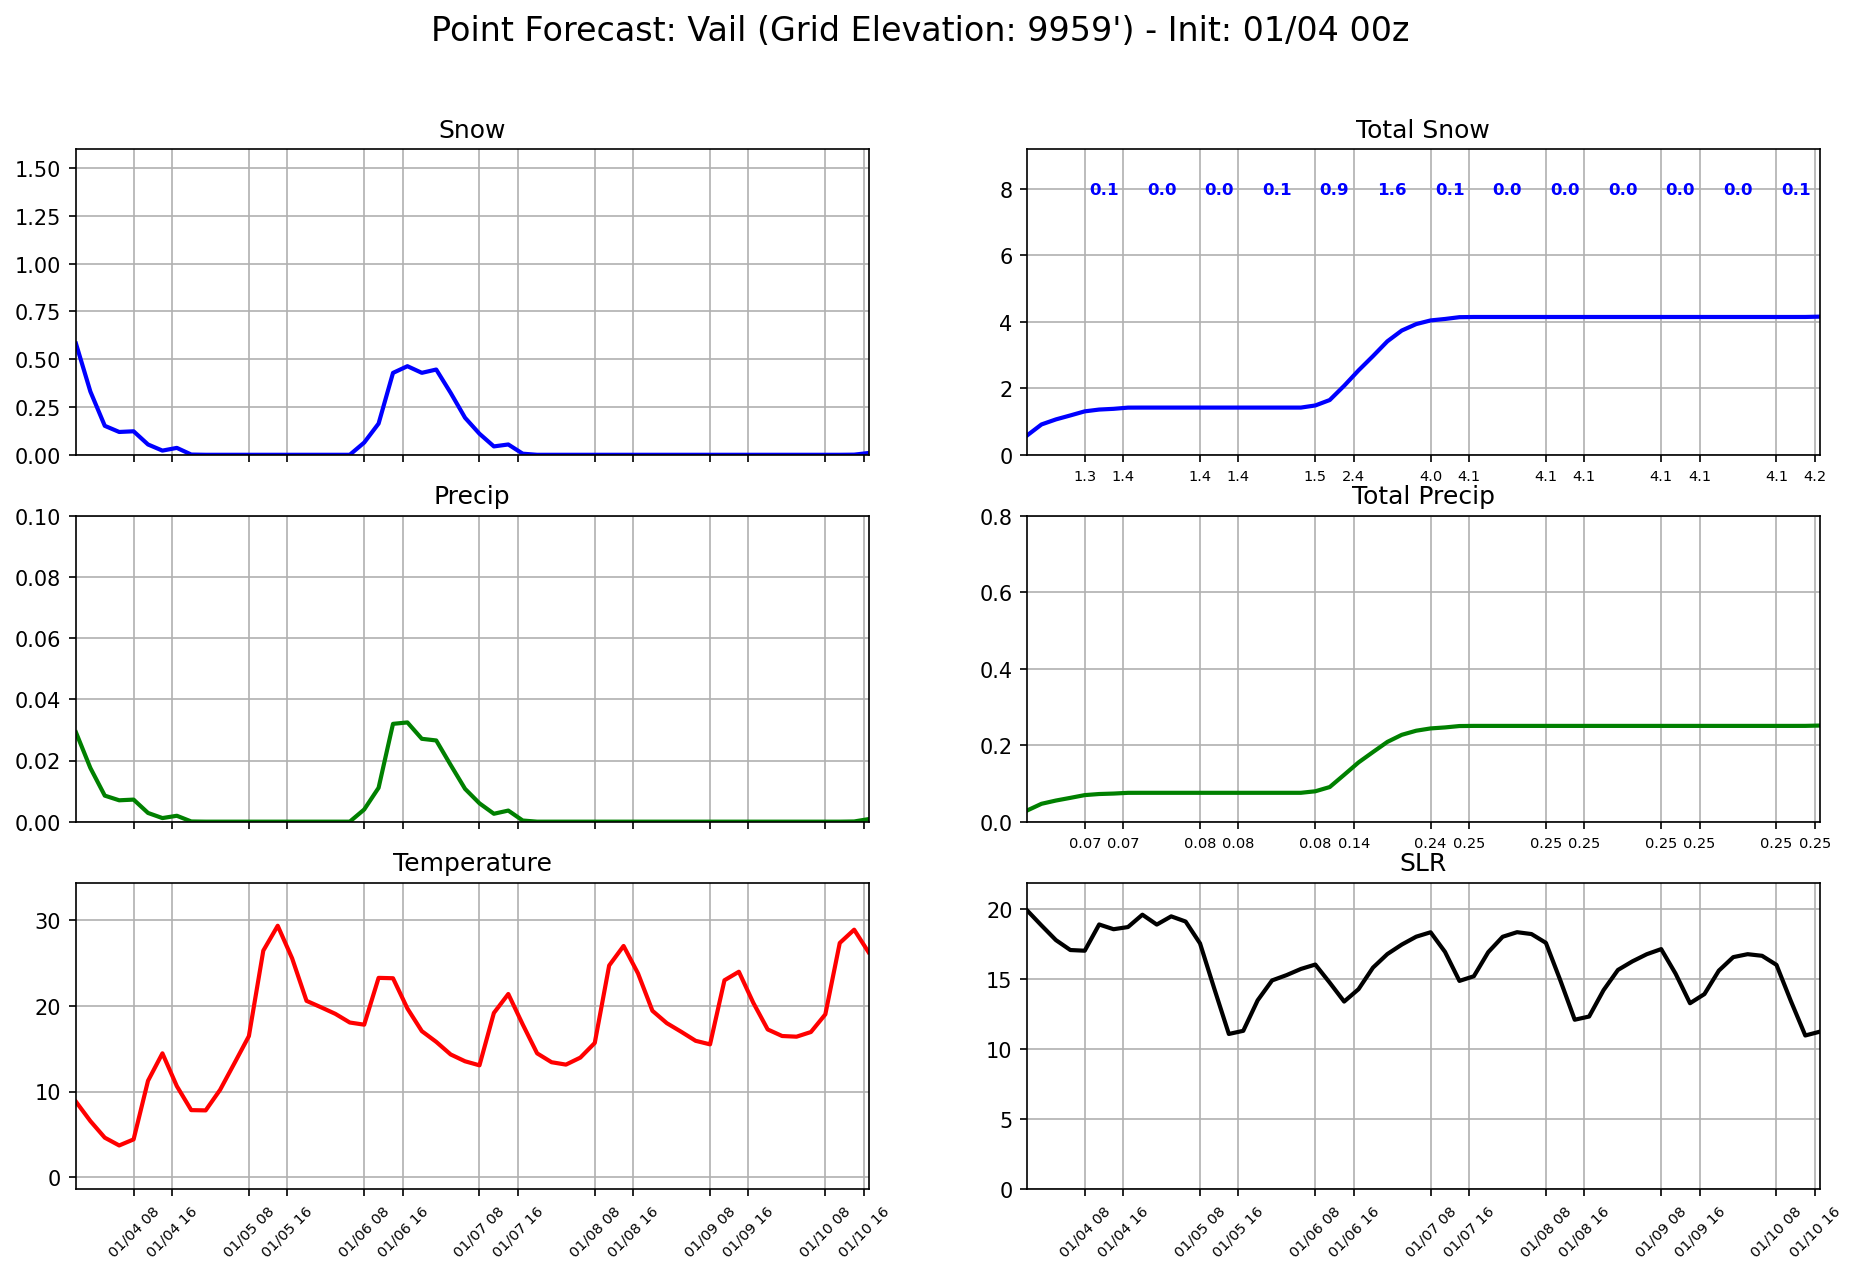 Point Forecast: Vail (Grid Elevation: 9959') - Init: 01/04 00z
Snow
1.50
1.25
1.00
0.75
0.50
0.25
0.00
Total Snow
8
6
4
2
0
0.1 0.0 0.0 0.1 0.9 1.6 0.1 0.0 0.0 0.0 0.0 0.0 0.1
1.3 1.4 1.4 1.4 1.5 2.4 4.0 4.1 4.1 4.1 4.1 4.1 4.1 4.2
Precip
0.10
0.08
0.06
0.04
0.02
0.00
Total Precip
0.8
0.6
0.4
0.2
0.0
0.07 0.07 0.08 0.08 0.08 0.14 0.24 0.25 0.25 0.25 0.25 0.25 0.25 0.25
Temperature
30
20
10
0
01/04 08 01/04 16 01/05 08 01/05 16 01/06 08 01/06 16 01/07 08 01/07 16 01/08 08 01/08 16 01/09 08 01/09 16 01/10 08 01/10 16
SLR
20
15
10
5
0
01/04 08 01/04 16 01/05 08 01/05 16 01/06 08 01/06 16 01/07 08 01/07 16 01/08 08 01/08 16 01/09 08 01/09 16 01/10 08 01/10 16